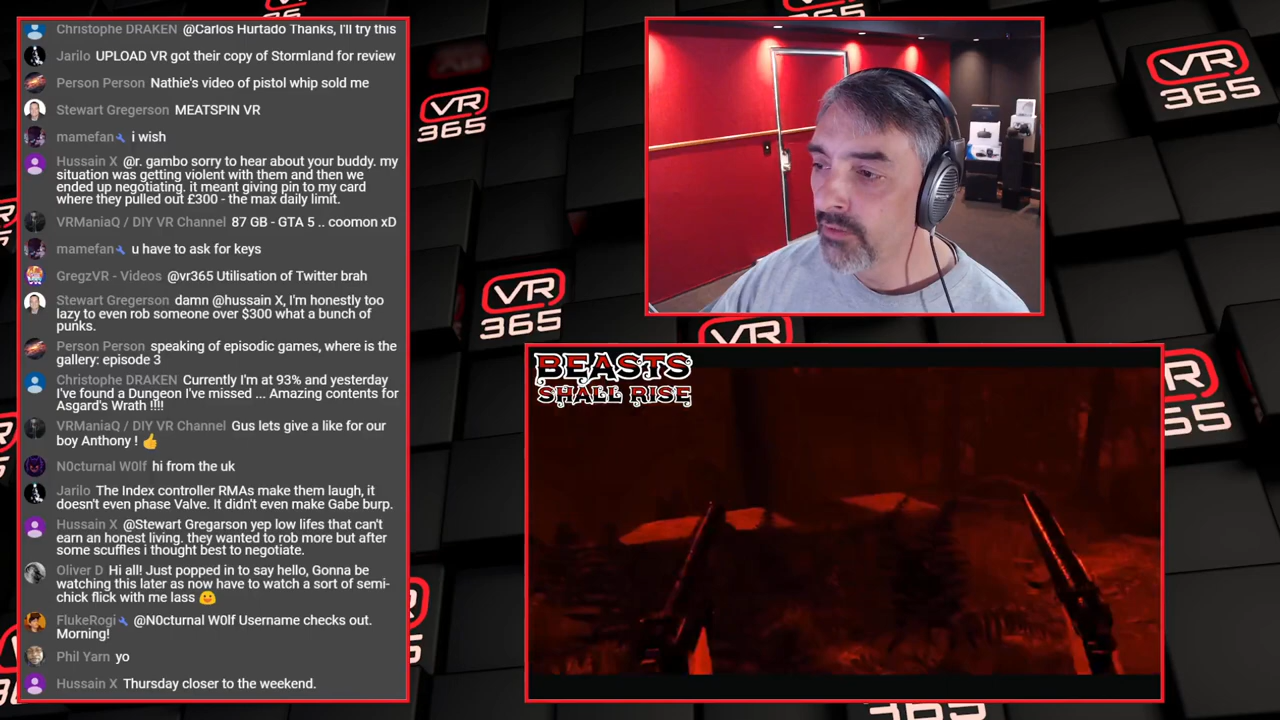 Christophe DRAKEN @Carlos Hurtado Thanks, I'll try this
Jarilo UPLOAD VR got their copy of Stormland for review
Person Person Nathie's video of pistol whip sold me
Stewart Gregerson MEATSPIN VR
mamefan i wish
Hussain X @r. gambo sorry to hear about your buddy. my
situation was getting violent with them and then we
ended up negotiating. it meant giving pin to my card
where they pulled out £300 - the max daily limit.
VRManiaQ / DIY VR Channel 87 GB - GTA 5 .. coomon xD
mamefan u have to ask for keys
GregzVR - Videos @vr365 Utilisation of Twitter brah
Stewart Gregerson damn @hussain X, I'm honestly too
lazy to even rob someone over $300 what a bunch of
punks.
Person Person speaking of episodic games, where is the
gallery: episode 3
Christophe DRAKEN Currently I'm at 93% and yesterday
I've found a Dungeon I've missed ... Amazing contents for
Asgard's Wrath !!!!
VRManiaQ / DIY VR Channel Gus lets give a like for our
boy Anthony ! 👍
N0cturnal W0lf hi from the uk
Jarilo The Index controller RMAs make them laugh, it
doesn't even phase Valve. It didn't even make Gabe burp.
Hussain X @Stewart Gregarson yep low lifes that can't
earn an honest living. they wanted to rob more but after
some scuffles i thought best to negotiate.
Oliver D Hi all! Just popped in to say hello, Gonna be
watching this later as now have to watch a sort of semi-
chick flick with me lass 😀
FlukeRogi @N0cturnal W0lf Username checks out.
Morning!
Phil Yarn yo
Hussain X Thursday closer to the weekend.
VR
365
VR
365
VR
365
VR
BEASTS
SHALL RISE
R
65
365